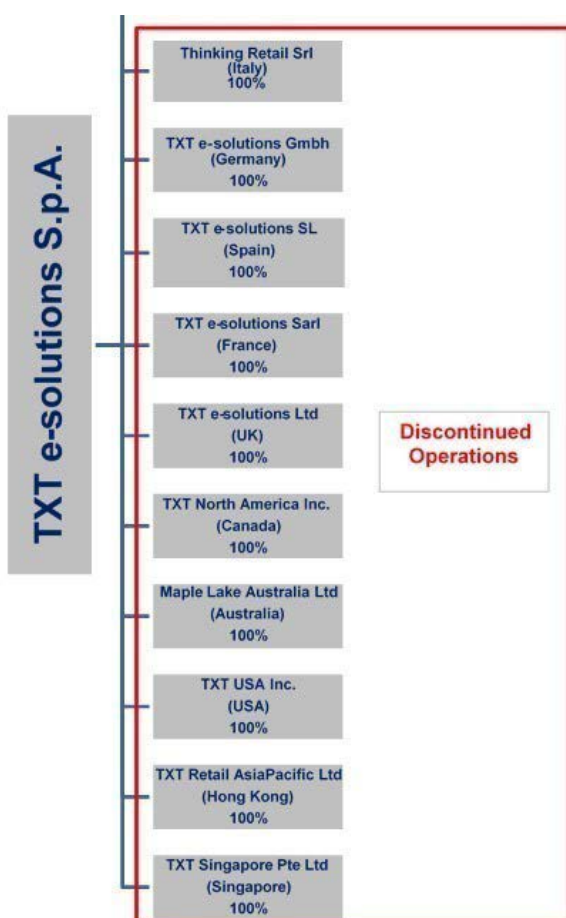 TXT e-solutions S.p.A.
Thinking Retail Srl
(Italy)
100%
TXT e-solutions Gmbh
(Germany)
100%
TXT e-solutions SL
(Spain)
100%
TXT e-solutions Sarl
(France)
100%
TXT e-solutions Ltd
(UK)
100%
TXT North America Inc.
(Canada)
100%
Maple Lake Australia Ltd
(Australia)
100%
TXT USA Inc.
(USA)
100%
TXT Retail AsiaPacific Ltd
(Hong Kong)
100%
TXT Singapore Pte Ltd
(Singapore)
100%
Discontinued
Operations